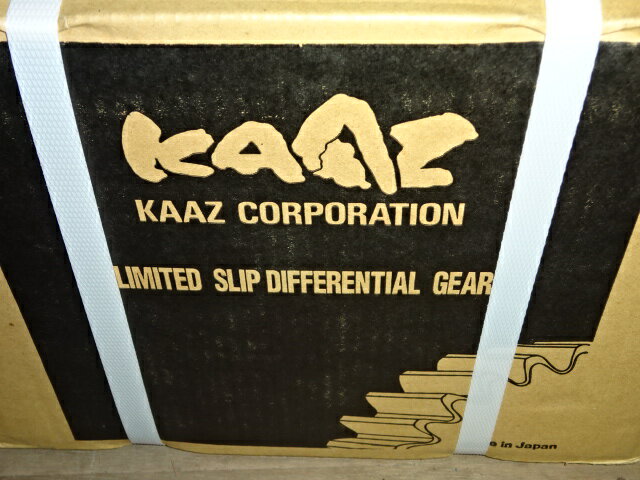 KAAZ
KAAZ CORPORATION
LIMITED SLIP DIFFERENTIAL GEAR
in Japan